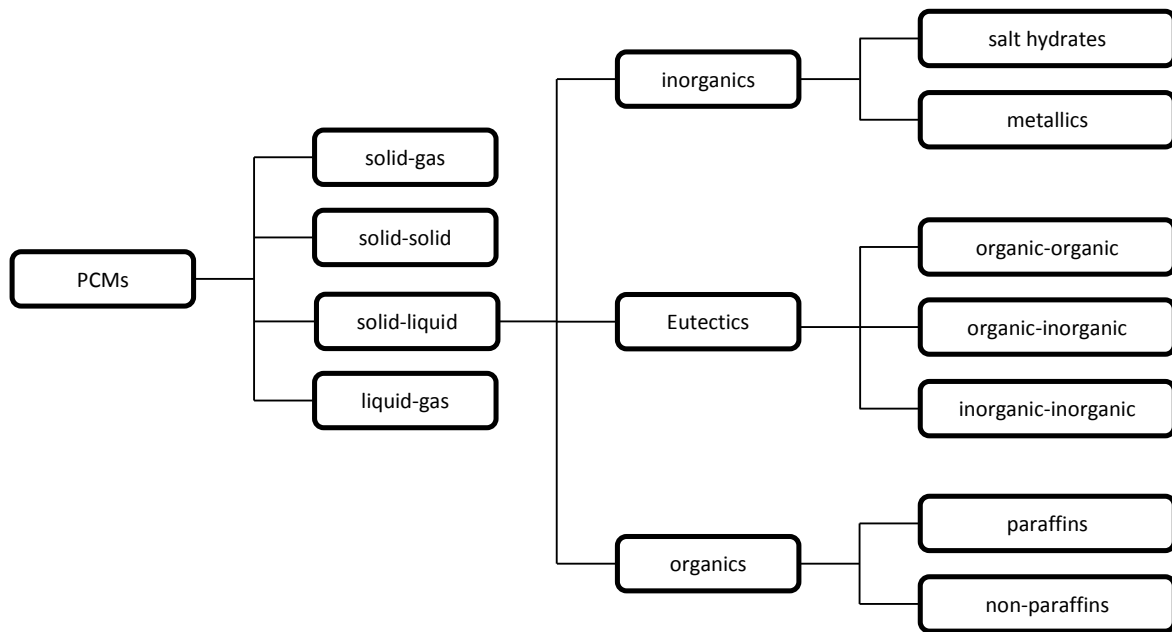 PCMs
solid-gas
solid-solid
solid-liquid
liquid-gas
inorganics
Eutectics
organics
salt hydrates
metallics
organic-organic
organic-inorganic
inorganic-inorganic
paraffins
non-paraffins